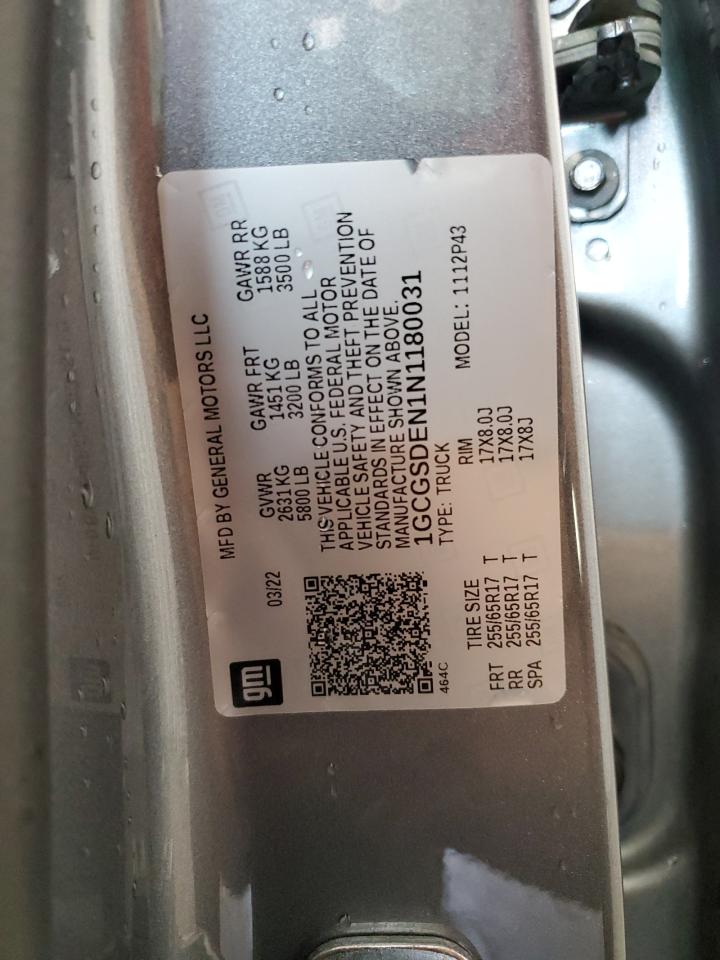 MFD BY GENERAL MOTORS LLC
gm
03/22
GVWR GAWR FRT GAWR RR
2631 KG 1451 KG 1588 KG
5800 LB 3200 LB 3500 LB
THIS VEHICLE CONFORMS TO ALL
APPLICABLE U.S. FEDERAL MOTOR
VEHICLE SAFETY AND THEFT PREVENTION
STANDARDS IN EFFECT ON THE DATE OF
MANUFACTURE SHOWN ABOVE.
1GCGSDEN1N1180031
464C
TYPE: TRUCK MODEL: 1112P43
TIRE SIZE RIM
FRT 255/65R17 T 17X8.0J
RR 255/65R17 T 17X8.0J
SPA 255/65R17 T 17X8J